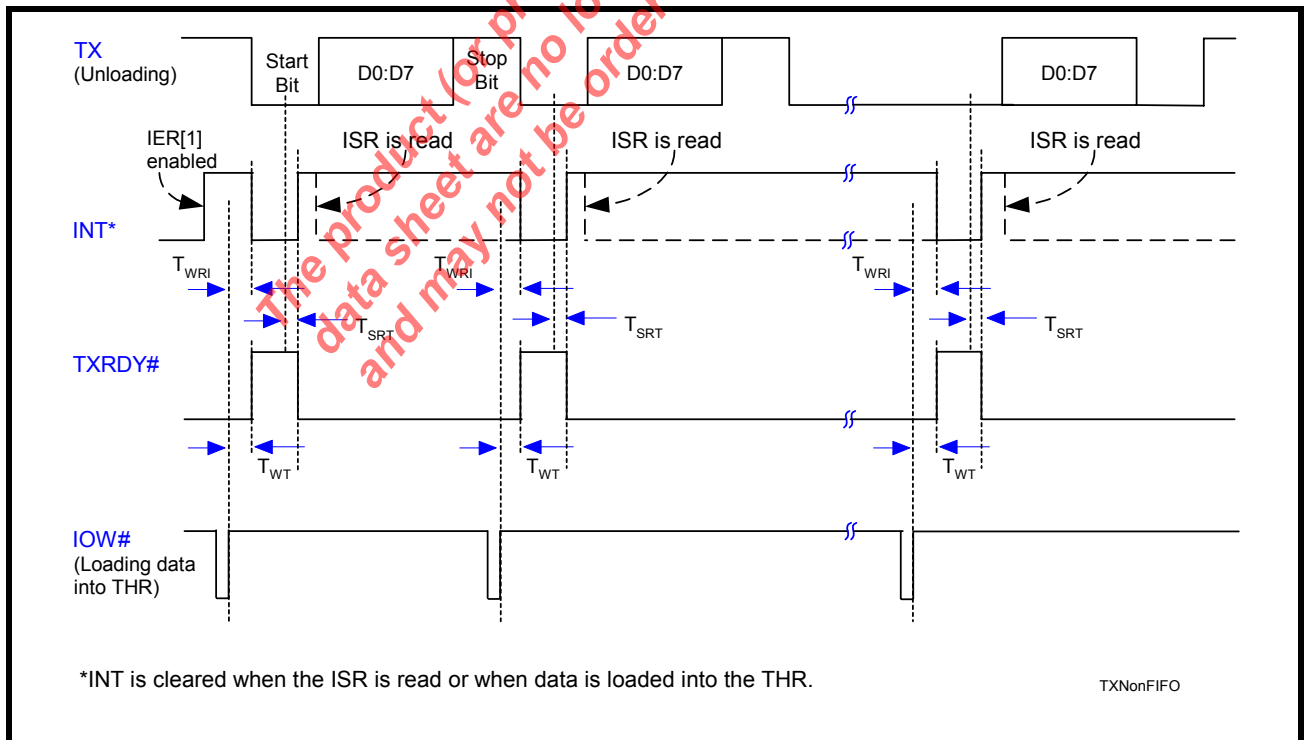 TX
(Unloading)
Start
Bit
D0:D7
Stop
Bit
D0:D7
D0:D7
IER[1]
enabled
ISR is read
ISR is read
ISR is read
INT*
TWRI
TWRI
TWRI
TSRT
TSRT
TSRT
TXRDY#
TWT
TWT
TWT
IOW#
(Loading data
into THR)
The product (or
data sheet are no lo
and may not be order
*INT is cleared when the ISR is read or when data is loaded into the THR.
TXNonFIFO